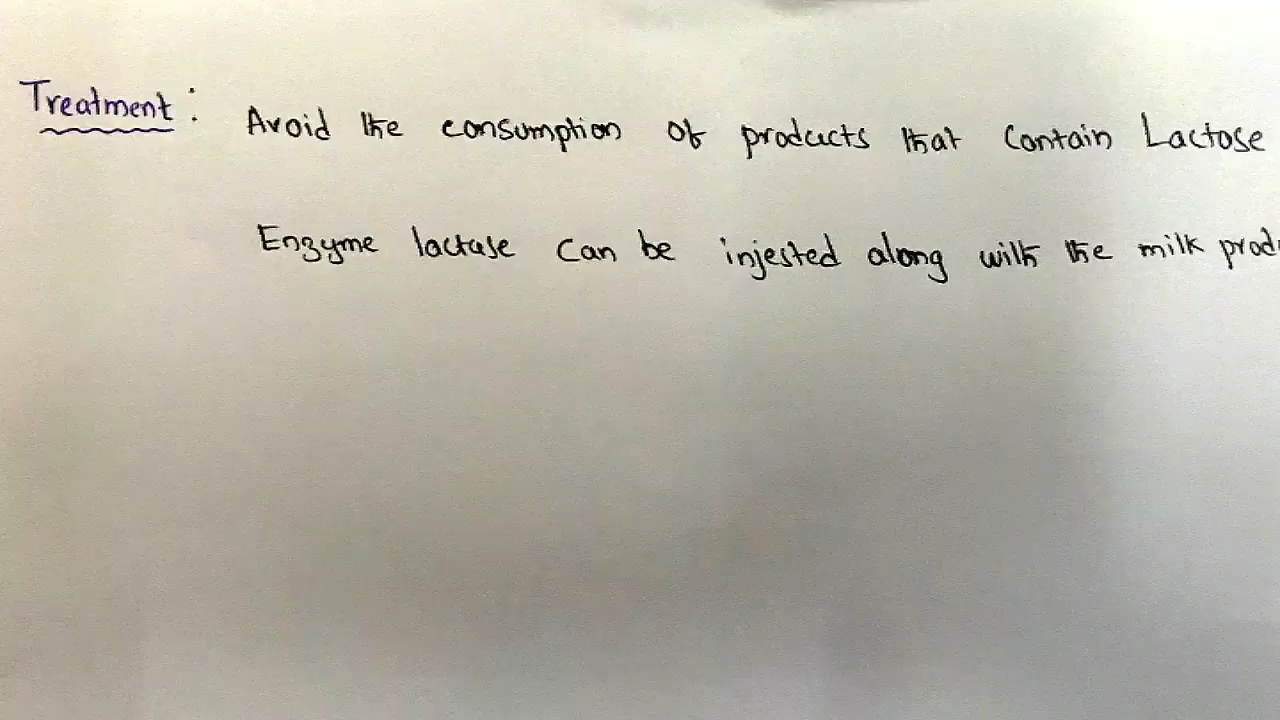 Treatment: Avoid the consumption of products that contain Lactose
Enzyme lactase can be injested along with the milk prod